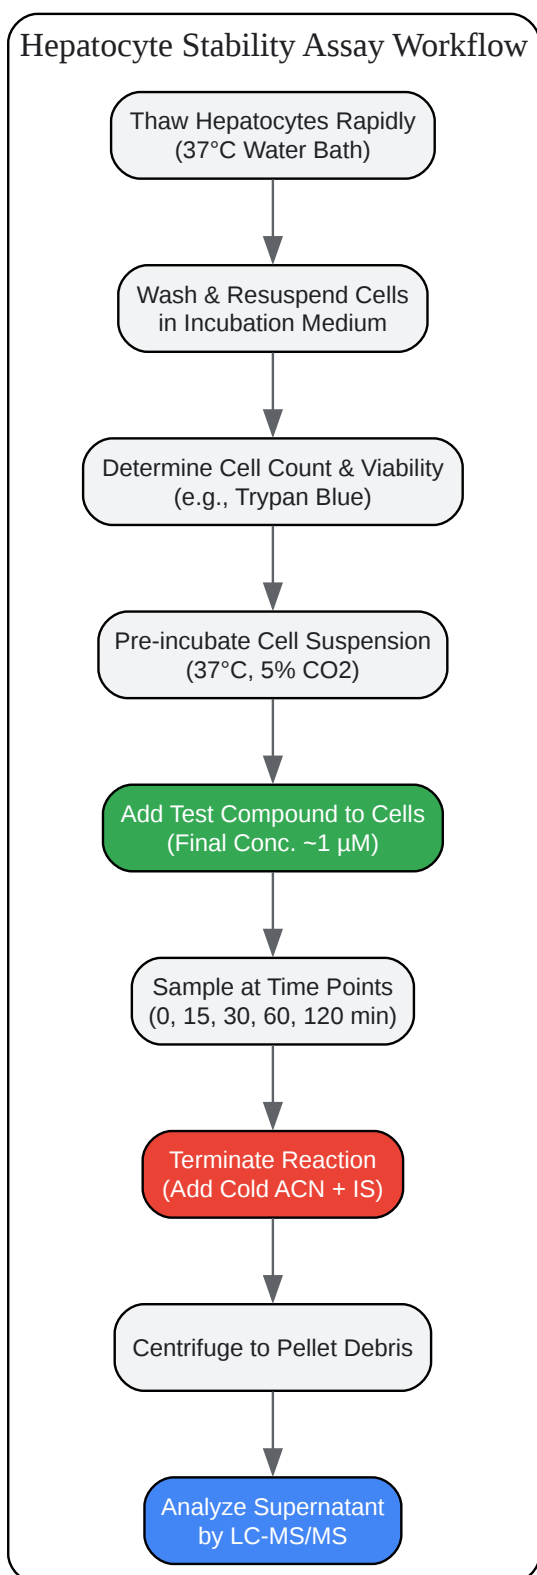 Hepatocyte Stability Assay Workflow
Thaw Hepatocytes Rapidly
(37°C Water Bath)
Wash & Resuspend Cells
in Incubation Medium
Determine Cell Count & Viability
(e.g., Trypan Blue)
Pre-incubate Cell Suspension
(37°C, 5% CO2)
Add Test Compound to Cells
(Final Conc. ~1 µM)
Sample at Time Points
(0, 15, 30, 60, 120 min)
Terminate Reaction
(Add Cold ACN + IS)
Centrifuge to Pellet Debris
Analyze Supernatant
by LC-MS/MS